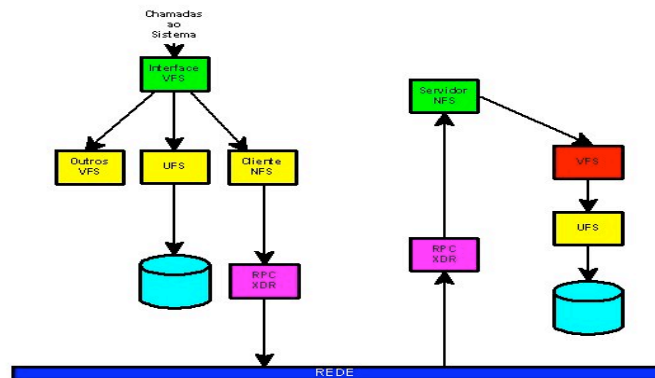 Chamadas
ao
Sistema
Interface
VFS
Outros
VFS
UFS
Cliente
NFS
RPC
XDR
Servidor
NFS
VFS
UFS
RPC
XDR
REDE